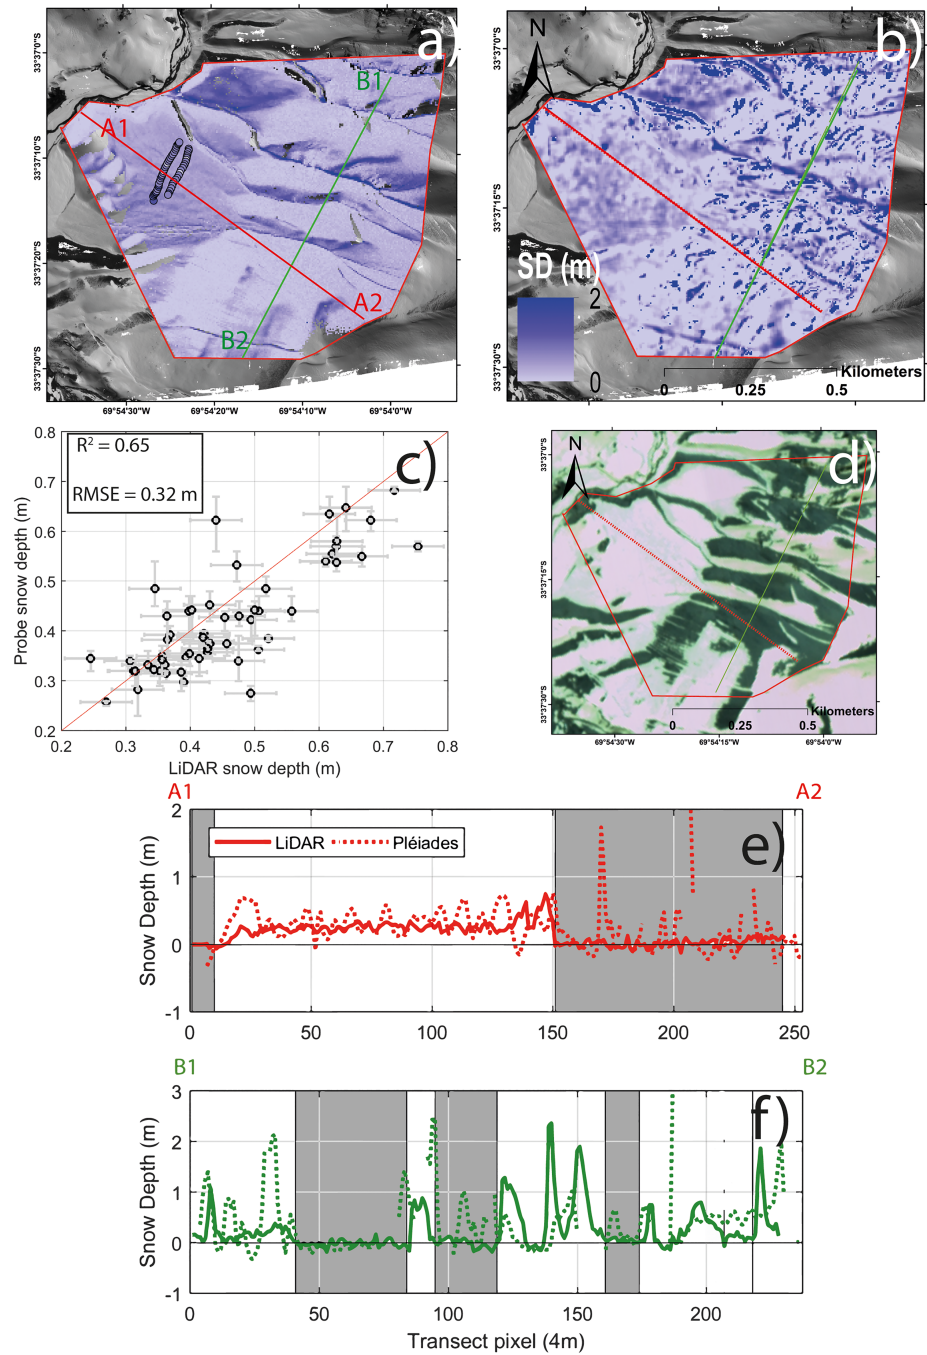 a)
33°37'0"S
33°37'10"S
33°37'20"S
33°37'30"S
A1
A2
B1
B2
69°54'30"W
69°54'20"W
69°54'10"W
69°54'0"W
b)
N
33°37'0"S
33°37'15"S
33°37'30"S
SD (m)
2
0
Kilometers
0
0.25
0.5
c)
R² = 0.65
RMSE = 0.32 m
Probe snow depth (m)
0.8
0.7
0.6
0.5
0.4
0.3
0.2
0.2
0.3
0.4
0.5
0.6
0.7
0.8
LiDAR snow depth (m)
d)
N
33°37'0"S
33°37'15"S
33°37'30"S
Kilometers
0
0.25
0.5
69°54'30"W
69°54'15"W
69°54'0"W
A1
A2
e)
LiDAR
Pléiades
Snow Depth (m)
2
1
0
-1
0
50
100
150
200
250
B1
B2
f)
Snow Depth (m)
3
2
1
0
-1
0
50
100
150
200
Transect pixel (4m)